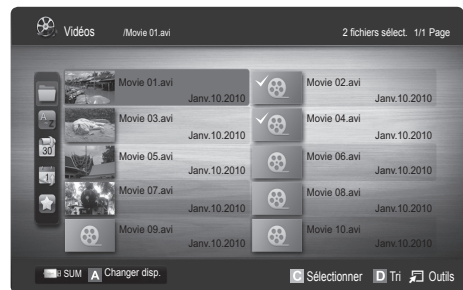 Vidéos /Movie 01.avi 2 fichiers sélect. 1/1 Page
Movie 01.avi Movie 02.avi
Janv.10.2010 Janv.10.2010
Movie 03.avi Movie 04.avi
Janv.10.2010 Janv.10.2010
Movie 05.avi Movie 06.avi
Janv.10.2010 Janv.10.2010
Movie 07.avi Movie 08.avi
Janv.10.2010 Janv.10.2010
Movie 09.avi Movie 10.avi
Janv.10.2010 Janv.10.2010
SUM A Changer disp. C Sélectionner D Tri Outils
30